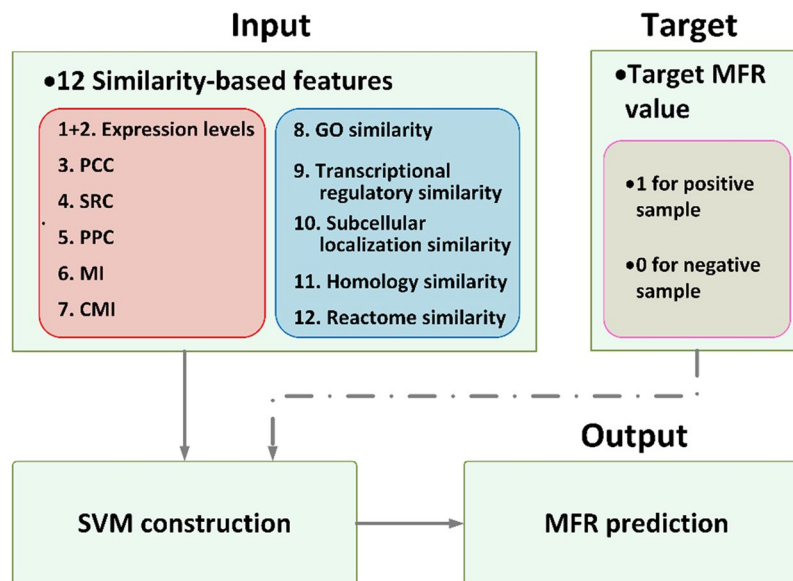 Input
•12 Similarity-based features
1+2. Expression levels
3. PCC
4. SRC
5. PPC
6. MI
7. CMI
8. GO similarity
9. Transcriptional
regulatory similarity
10. Subcellular
localization similarity
11. Homology similarity
12. Reactome similarity
Target
•Target MFR
value
•1 for positive
sample
•0 for negative
sample
SVM construction
Output
MFR prediction